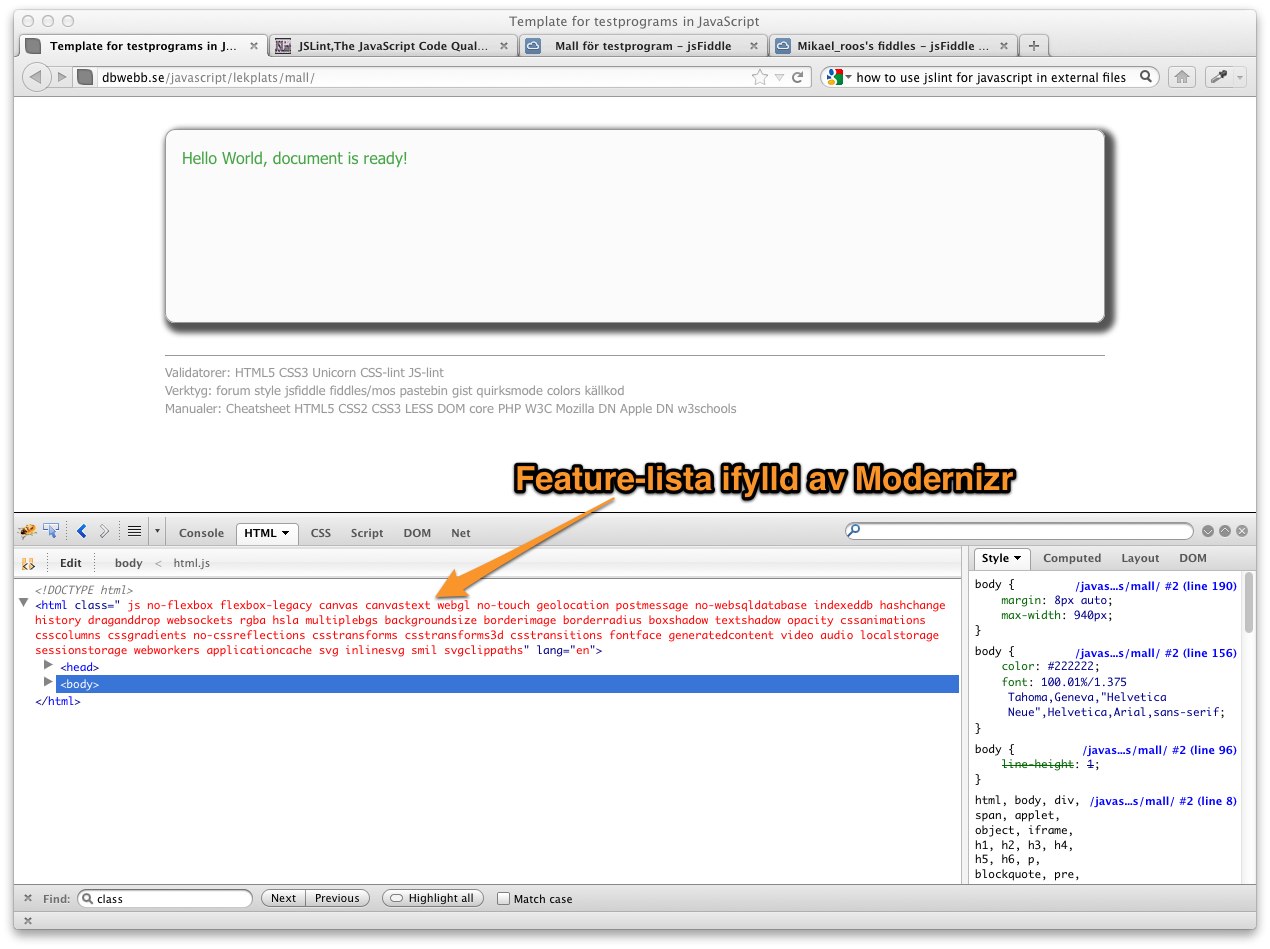 Template for testprograms in JavaScript
Template for testprograms in J...
JSLint,The JavaScript Code Qual...
Mall för testprogram - jsFiddle
Mikael_roos's fiddles - jsFiddle ...
dbwebb.se/javascript/lekplats/mall/
how to use jslint for javascript in external files
Hello World, document is ready!
Validatorer: HTML5 CSS3 Unicorn CSS-lint JS-lint
Verktyg: forum style jsfiddle fiddles/mos pastebin gist quirksmode colors källkod
Manualer: Cheatsheet HTML5 CSS2 CSS3 LESS DOM core PHP W3C Mozilla DN Apple DN w3schools
Feature-lista ifylld av Modernizr
Console HTML CSS Script DOM Net
Edit body < html.js
<!DOCTYPE html>
<html class=" js no-flexbox flexbox-legacy canvas canvastext webgl no-touch geolocation postmessage no-websqldatabase indexeddb hashchange
history draganddrop websockets rgba hsla multiplebgs backgroundsize borderimage borderradius boxshadow textshadow opacity cssanimations
csscolumns cssgradients no-cssreflections csstransforms csstransforms3d csstransitions fontface generatedcontent video audio localstorage
sessionstorage webworkers applicationcache svg inlinesvg smil svgclippaths" lang="en">
<head>
<body>
</html>
Style Computed Layout DOM
body { /javas...s/mall/ #2 (line 190)
margin: 8px auto;
max-width: 940px;
}
body { /javas...s/mall/ #2 (line 156)
color: #222222;
font: 100.01%/1.375
Tahoma,Geneva,"Helvetica
Neue",Helvetica,Arial,sans-serif;
}
body { /javas...s/mall/ #2 (line 96)
line-height: 1;
}
html, body, div, /javas...s/mall/ #2 (line 8)
span, applet,
object, iframe,
h1, h2, h3, h4,
h5, h6, p,
blockquote, pre,
Find: class Next Previous Highlight all Match case